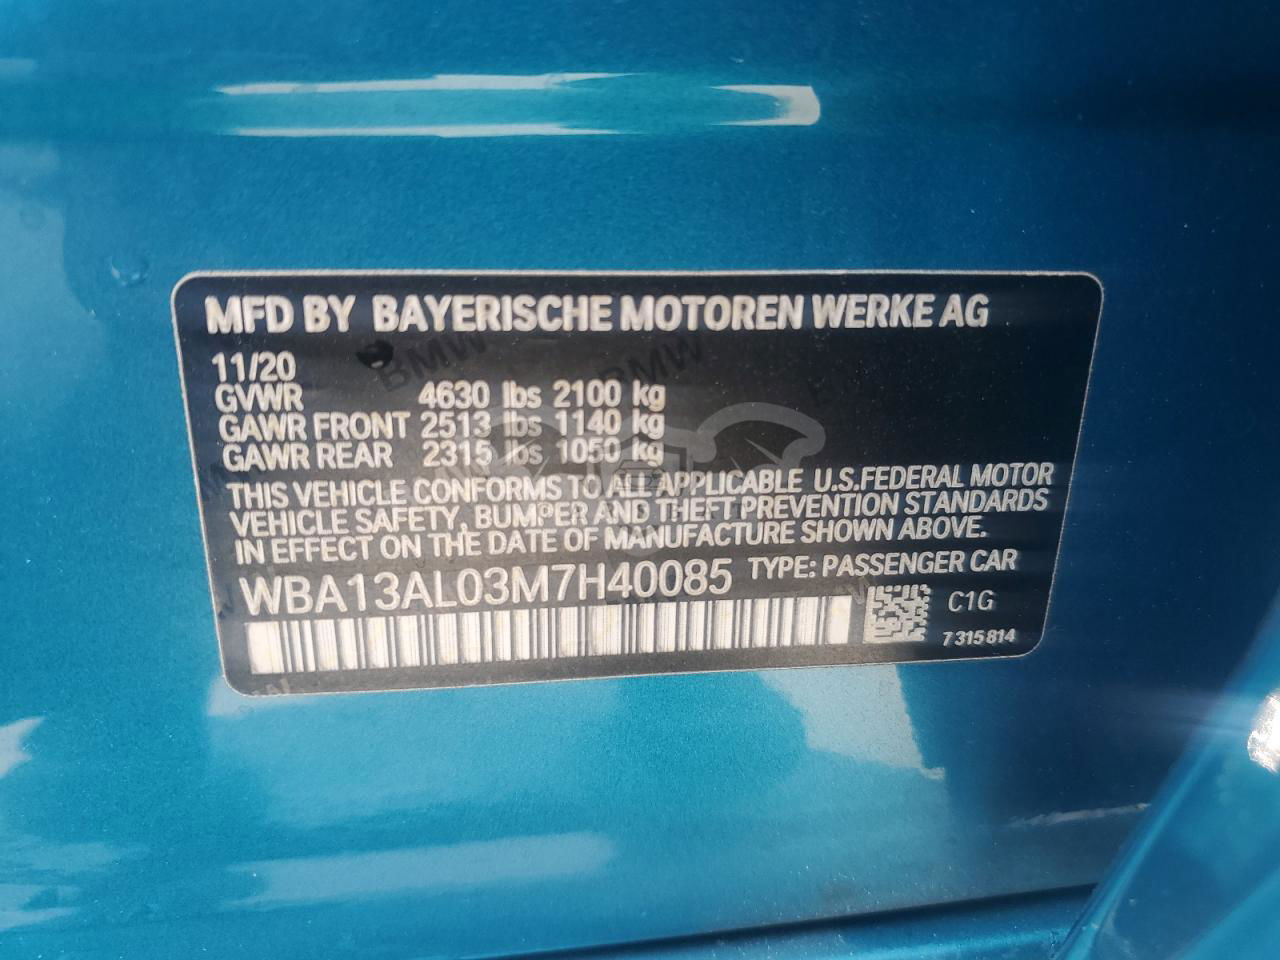 MFD BY BAYERISCHE MOTOREN WERKE AG
11/20
GVWR 4630 lbs 2100 kg
GAWR FRONT 2513 lbs 1140 kg
GAWR REAR 2315 lbs 1050 kg
THIS VEHICLE CONFORMS TO ALL APPLICABLE U.S.FEDERAL MOTOR
VEHICLE SAFETY, BUMPER AND THEFT PREVENTION STANDARDS
IN EFFECT ON THE DATE OF MANUFACTURE SHOWN ABOVE.
WBA13AL03M7H40085 TYPE: PASSENGER CAR
C1G
7 315 814
BMW
BMW